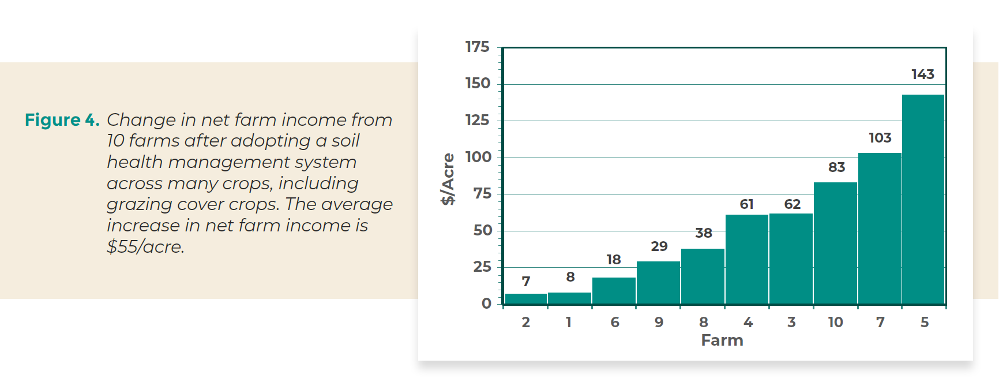 Figure 4. Change in net farm income from
10 farms after adopting a soil
health management system
across many crops, including
grazing cover crops. The average
increase in net farm income is
$55/acre.
$/Acre
175
150
125
100
75
50
25
0
7
8
18
29
38
61
62
83
103
143
2 1 6 9 8 4 3 10 7 5
Farm